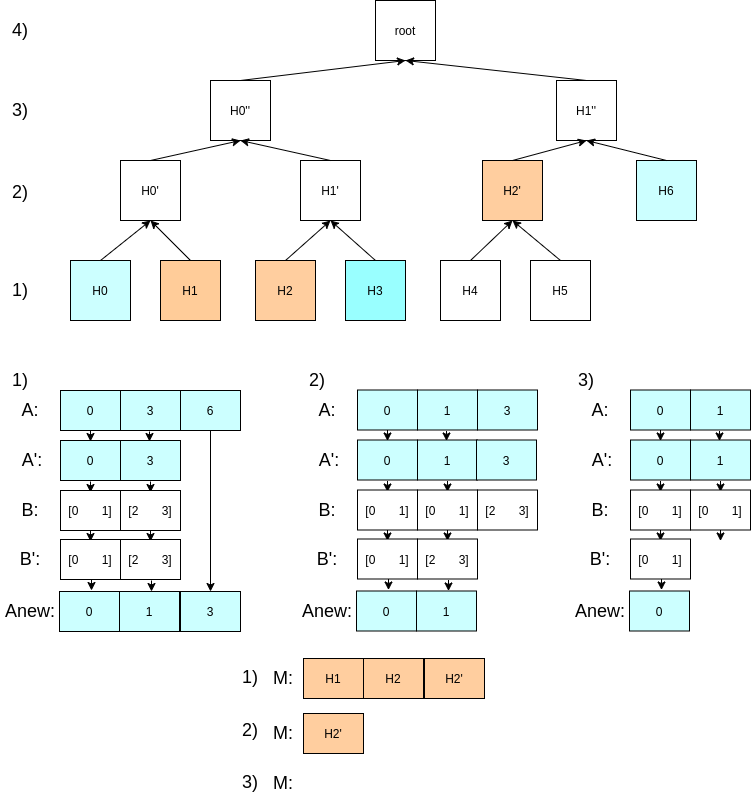 4) root
3) H0'' H1''
2) H0' H1' H2' H6
1) H0 H1 H2 H3 H4 H5
1) 2) 3)
A: 0 3 6 A: 0 1 3 A: 0 1
A': 0 3 A': 0 1 3 A': 0 1
B: [0 1] [2 3] B: [0 1] [0 1] [2 3] B: [0 1] [0 1]
B': [0 1] [2 3] B': [0 1] [2 3] B': [0 1]
Anew: 0 1 3 Anew: 0 1 Anew: 0
1) M: H1 H2 H2'
2) M: H2'
3) M: